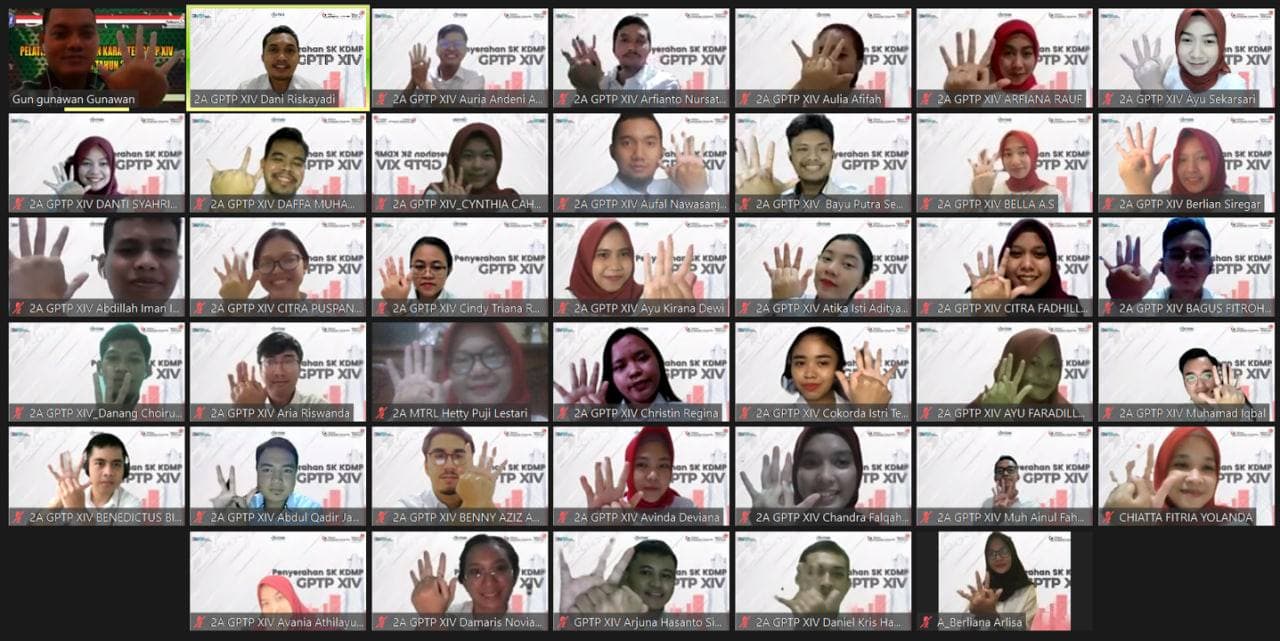 Gun gunawan Gunawan
2A GPTP XIV Dani Riskayadi
2A GPTP XIV Auria Andeni A...
2A GPTP XIV Arfianto Nursat...
2A GPTP XIV Aulia Afifah
2A GPTP XIV ARFIANA RAUF
2A GPTP XIV Ayu Sekarsari
2A GPTP XIV DANTI SYAHRI...
2A GPTP XIV DAFFA MUHA...
2A GPTP XIV_CYNTHIA CAH...
2A GPTP XIV Aufal Nawasanj...
2A GPTP XIV Bayu Putra Se...
2A GPTP XIV BELLA A.S
2A GPTP XIV Berlian Siregar
2A GPTP XIV Abdillah Iman I...
2A GPTP XIV CITRA PUSPAN...
2A GPTP XIV Cindy Triana R...
2A GPTP XIV Ayu Kirana Dewi
2A GPTP XIV Atika Isti Aditya...
2A GPTP XIV CITRA FADHILL...
2A GPTP XIV BAGUS FITROH...
2A GPTP XIV_Danang Choiru...
2A GPTP XIV Aria Riswanda
2A MTRL Hetty Puji Lestari
2A GPTP XIV Christin Regina
2A GPTP XIV Cokorda Istri Te...
2A GPTP XIV AYU FARADILL...
2A GPTP XIV Muhamad Iqbal
2A GPTP XIV BENEDICTUS BI...
2A GPTP XIV Abdul Qadir Ja...
2A GPTP XIV BENNY AZIZ A...
2A GPTP XIV Avinda Deviana
2A GPTP XIV Chandra Falqah...
2A GPTP XIV Muh Ainul Fah...
CHIATTA FITRIA YOLANDA
Penyerahan SK KDMP
GPTP XIV
2A GPTP XIV Avania Athilayu...
2A GPTP XIV Damaris Novia...
GPTP XIV Arjuna Hasanto Si...
2A GPTP XIV Daniel Kris Ha...
A_Berliana Arlisa